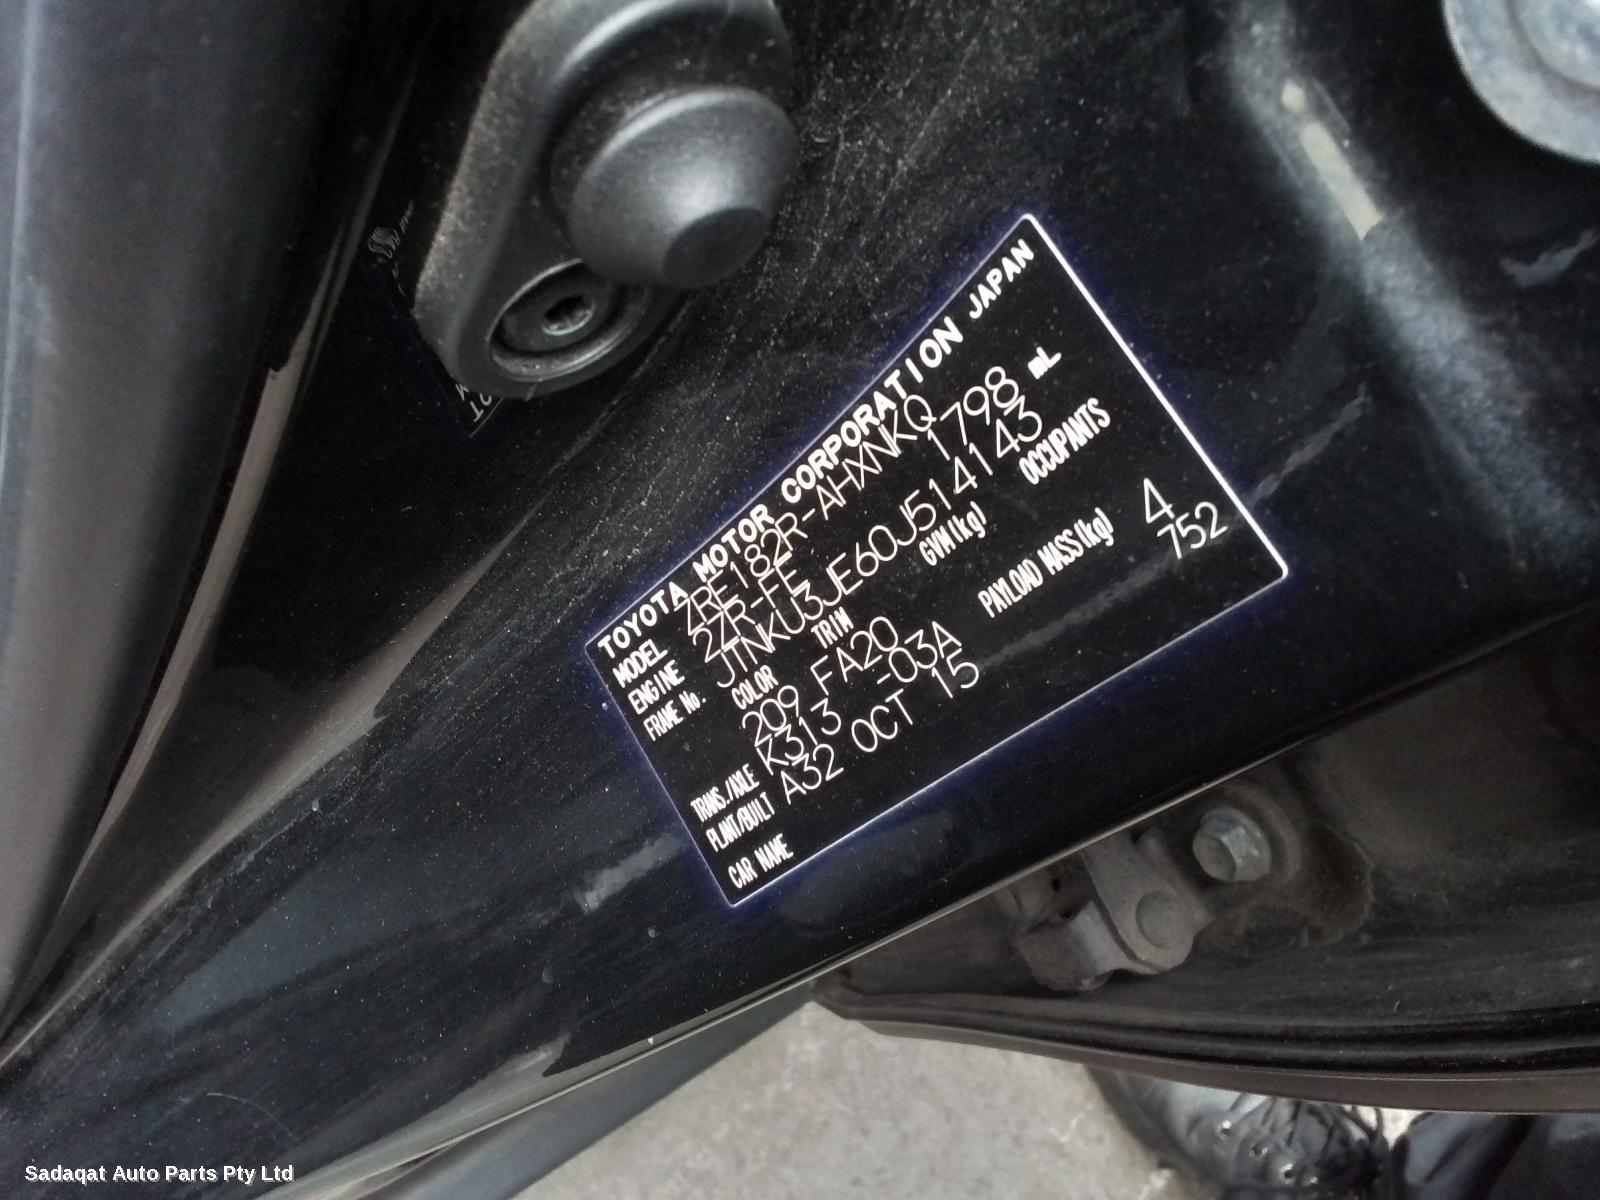 TOYOTA MOTOR CORPORATION JAPAN
MODEL ZRE182R-AHXNKQ
ENGINE 2ZR-FE 1798 mL
FRAME No. JTNKU3JE60J514143
COLOR TRIM GVM(kg) OCCUPANTS
209 FA20 4
TRANS./AXLE K313 -03A PAYLOAD MASS(kg) 752
PLANT/BUILT A32 OCT 15
CAR NAME
Sadaqat Auto Parts Pty Ltd